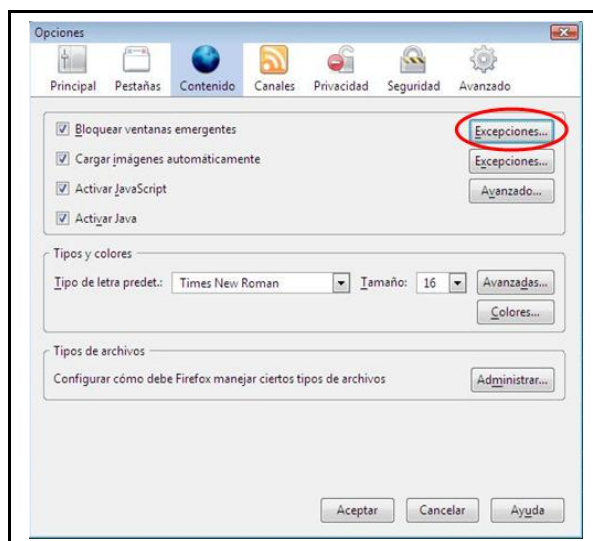 Opciones
Principal Pestañas Contenido Canales Privacidad Seguridad Avanzado
Bloquear ventanas emergentes Excepciones...
Cargar imágenes automáticamente Excepciones...
Activar JavaScript Avanzado...
Activar Java
Tipos y colores
Tipo de letra predet.: Times New Roman Tamaño: 16 Avanzadas...
Colores...
Tipos de archivos
Configurar cómo debe Firefox manejar ciertos tipos de archivos Administrar...
Aceptar Cancelar Ayuda